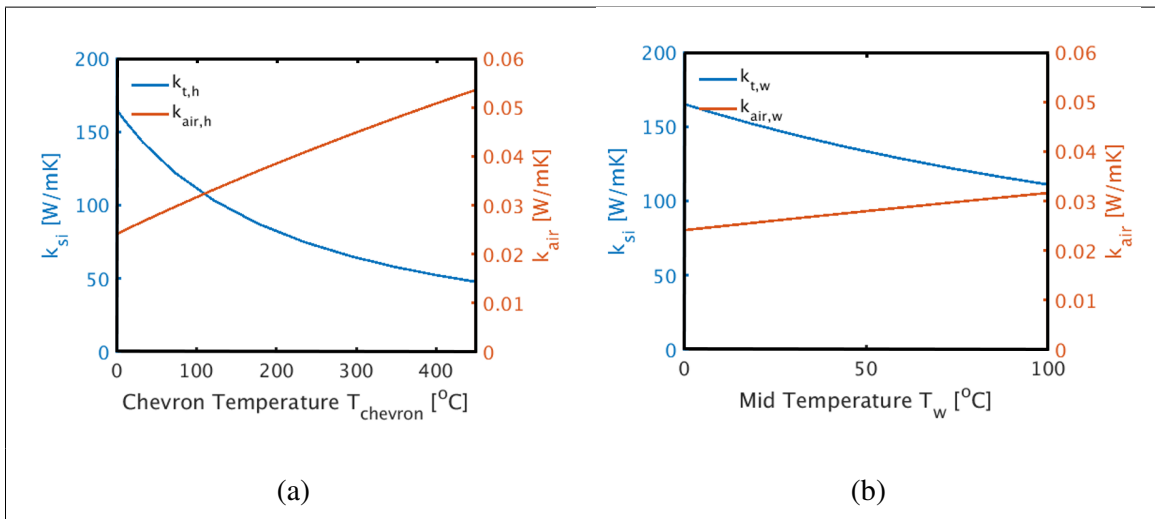 200
150
100
50
0
k_si [W/mK]
k_t,h
k_air,h
0.06
0.05
0.04
0.03
0.02
0.01
0
k_air [W/mK]
0 100 200 300 400
Chevron Temperature T_chevron [°C]
(a)
200
150
100
50
0
k_si [W/mK]
k_t,w
k_air,w
0.06
0.05
0.04
0.03
0.02
0.01
0
k_air [W/mK]
0 50 100
Mid Temperature T_w [°C]
(b)